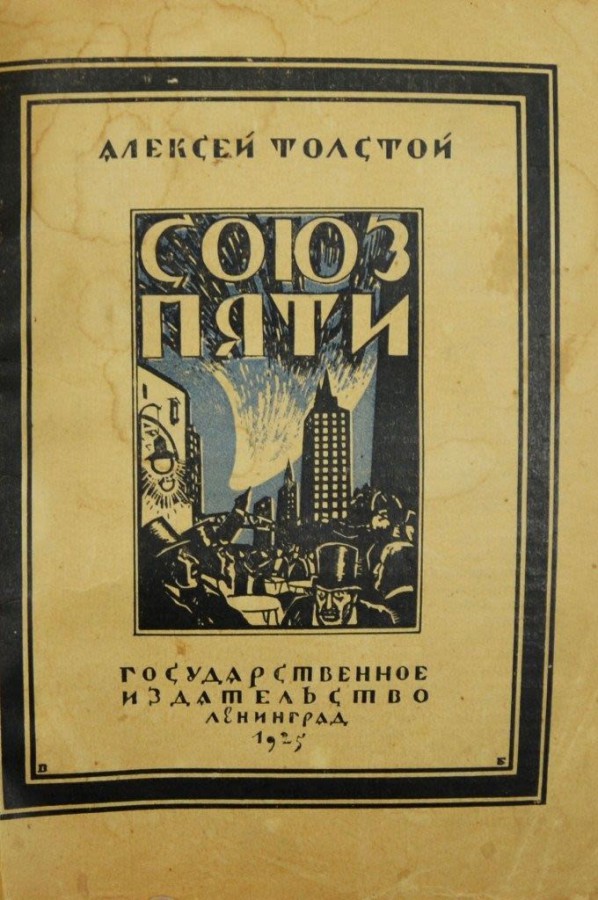 АЛЕКСЕЙ ТОЛСТОЙ
СОЮЗ
ПЯТИ
ГОСУДАРСТВЕННОЕ
ИЗДАТЕЛЬСТВО
ЛЕНИНГРАД
1925
В Б